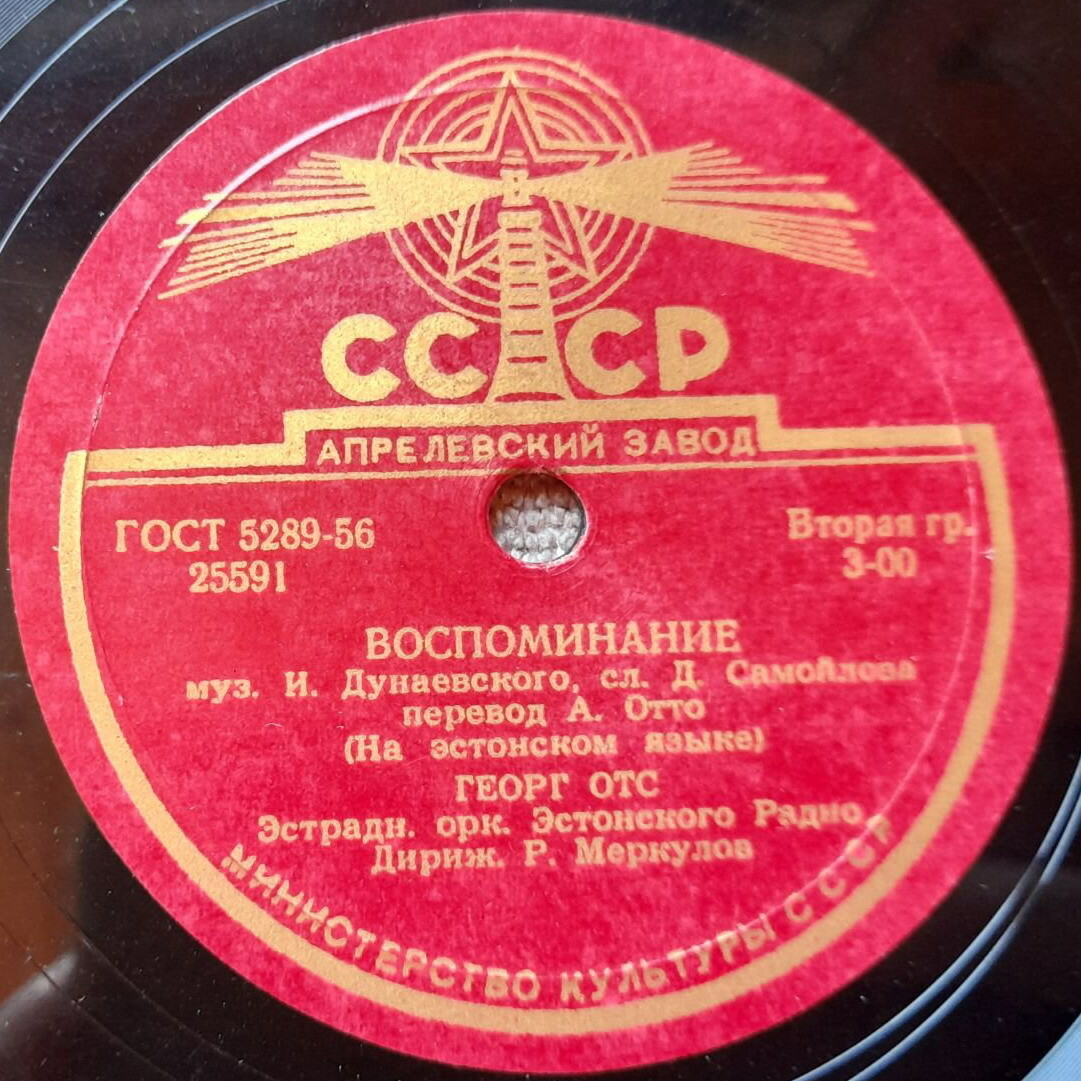 СССР
АПРЕЛЕВСКИЙ ЗАВОД
ГОСТ 5289-56
25591
Вторая гр.
3-00
ВОСПОМИНАНИЕ
муз. И. Дунаевского, сл. Д. Самойлова
перевод А. Отто
(На эстонском языке)
ГЕОРГ ОТС
Эстрадн. орк. Эстонского Радио
Дириж. Р. Меркулов
МИНИСТЕРСТВО КУЛЬТУРЫ СССР